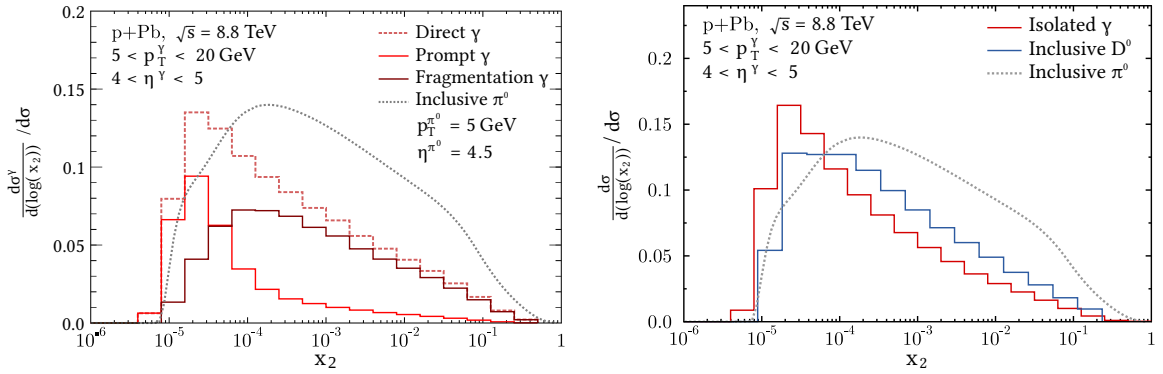 p+Pb, √s = 8.8 TeV
5 < p_T^γ < 20 GeV
4 < η^γ < 5
Direct γ
Prompt γ
Fragmentation γ
Inclusive π⁰
p_T^π⁰ = 5 GeV
η^π⁰ = 4.5
dσ^γ/d(log(x₂)) /dσ
0.2
0.15
0.1
0.05
0.0
10⁻⁶ 10⁻⁵ 10⁻⁴ 10⁻³ 10⁻² 10⁻¹ 1
x₂
p+Pb, √s = 8.8 TeV
5 < p_T^γ < 20 GeV
4 < η^γ < 5
Isolated γ
Inclusive D⁰
Inclusive π⁰
dσ/d(log(x₂)) /dσ
0.2
0.15
0.1
0.05
0.0
10⁻⁶ 10⁻⁵ 10⁻⁴ 10⁻³ 10⁻² 10⁻¹ 1
x₂